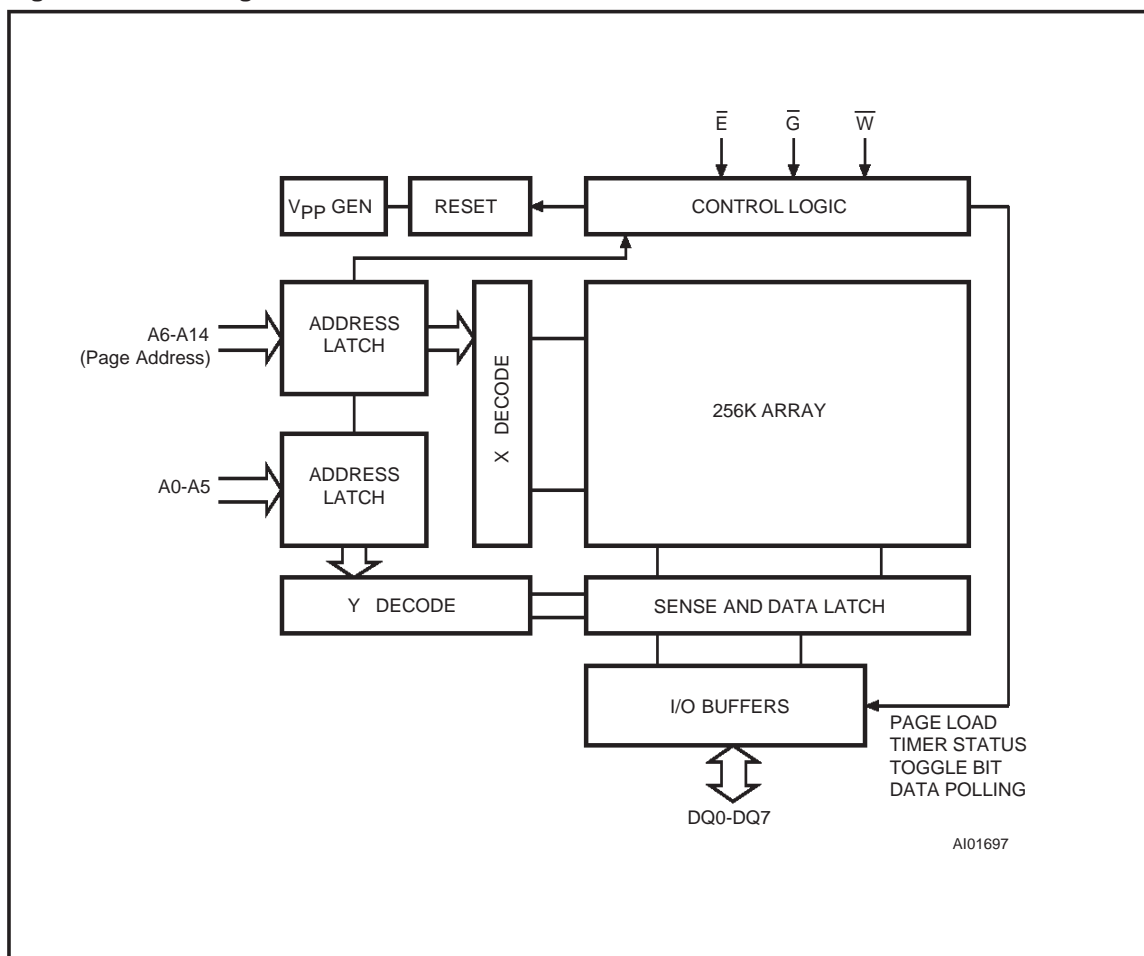 E̅ G̅ W̅
VPP GEN
RESET
CONTROL LOGIC
A6-A14
(Page Address)
ADDRESS
LATCH
X DECODE
256K ARRAY
A0-A5
ADDRESS
LATCH
Y DECODE
SENSE AND DATA LATCH
I/O BUFFERS
PAGE LOAD
TIMER STATUS
TOGGLE BIT
DATA POLLING
DQ0-DQ7
AI01697